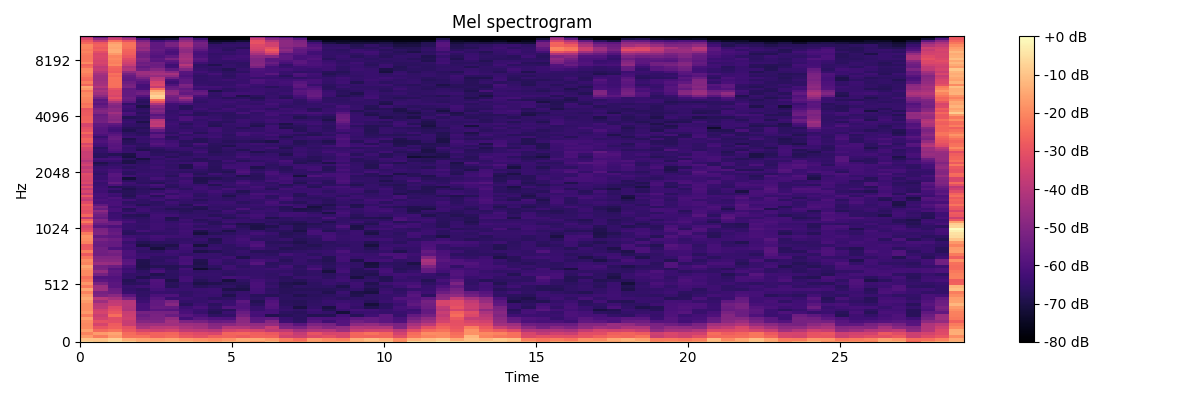 Mel spectrogram
8192
4096
2048
1024
512
0
Hz
0 5 10 15 20 25
Time
+0 dB
-10 dB
-20 dB
-30 dB
-40 dB
-50 dB
-60 dB
-70 dB
-80 dB